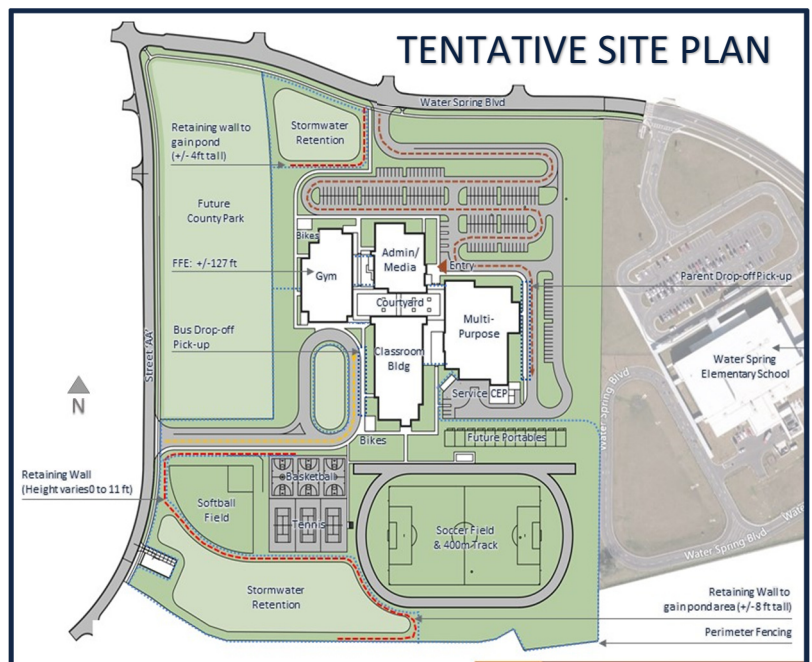 TENTATIVE SITE PLAN
Water Spring Blvd
Retaining wall to
gain pond
(+/- 4ft tall)
Stormwater
Retention
Future
County Park
Bikes
Admin/
Media
FFE: +/-127 ft
Gym
Entry
Parent Drop-off Pick-up
Courtyard
Bus Drop-off
Pick-up
Multi-
Purpose
Classroom
Bldg
Street 'AA'
N
Water Spring
Elementary School
Water Spring Blvd
Service CEP
Bikes
Future Portables
Retaining Wall
(Height varies 0 to 11 ft)
Basketball
Softball
Field
Tennis
Soccer Field
& 400m Track
Water Spring Blvd
Stormwater
Retention
Retaining Wall to
gain pond area (+/-8 ft tall)
Perimeter Fencing